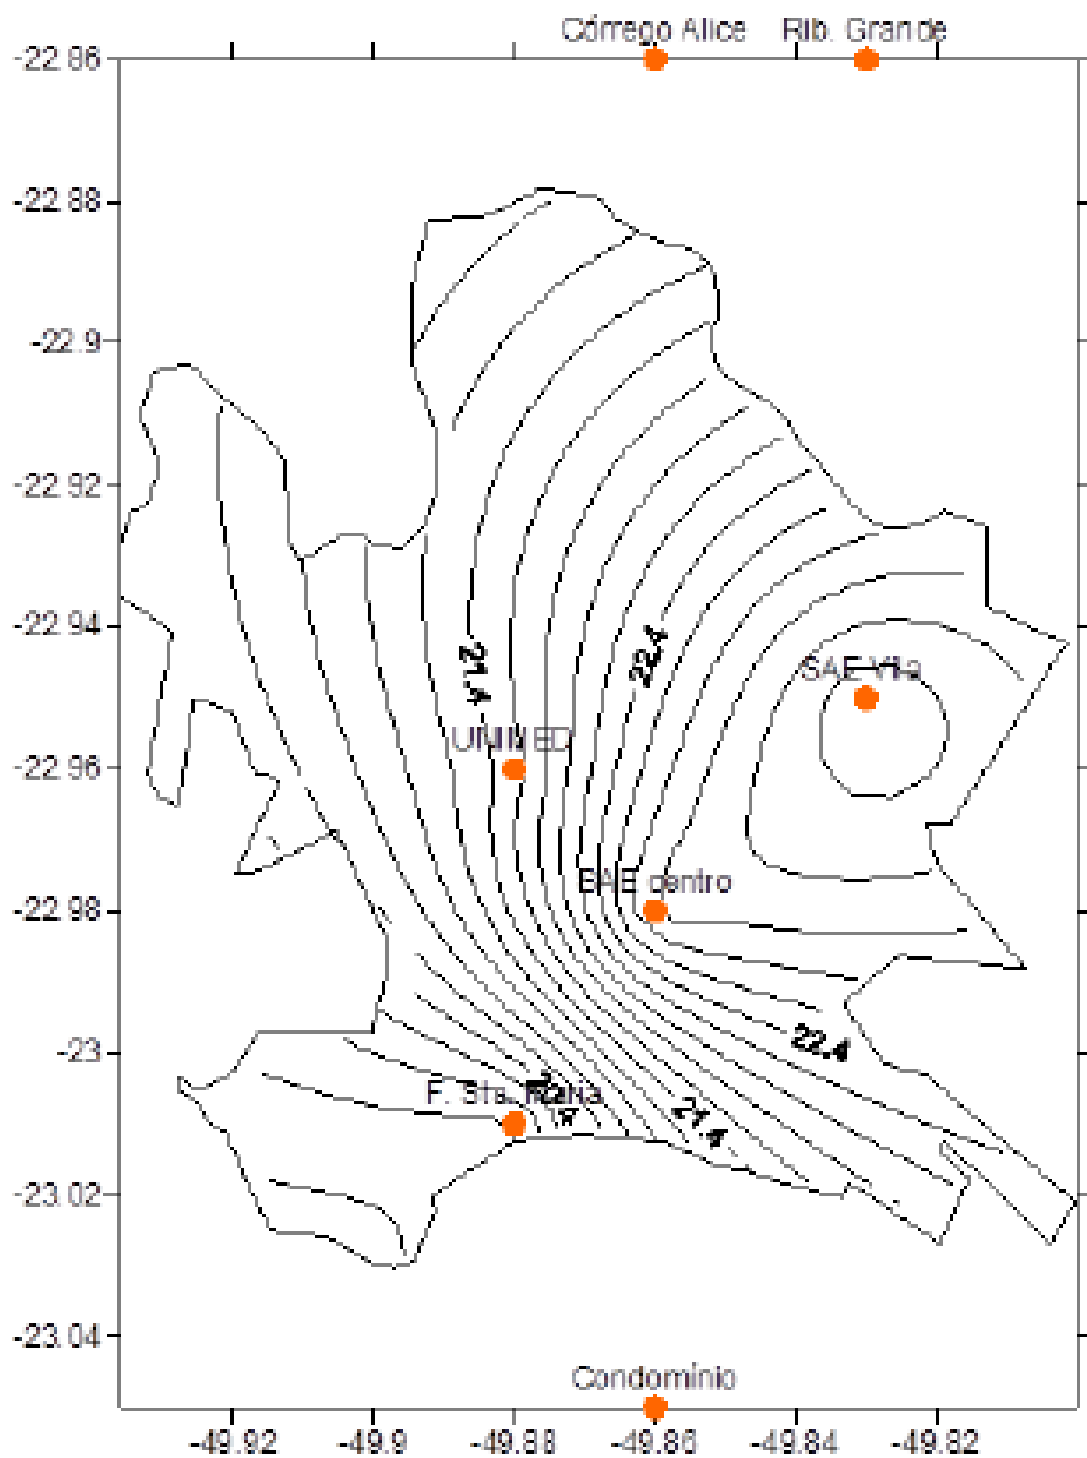 Córrego Alice Rib. Grande
-22.86
-22.88
-22.9
-22.92
-22.94
21.4 22.4
SAE Vila
UNIMED
-22.96
SAE centro
-22.98
-23
22.4
F. Sta. Maria
21.4
-23.02
-23.04
Condomínio
-49.92 -49.9 -49.88 -49.86 -49.84 -49.82